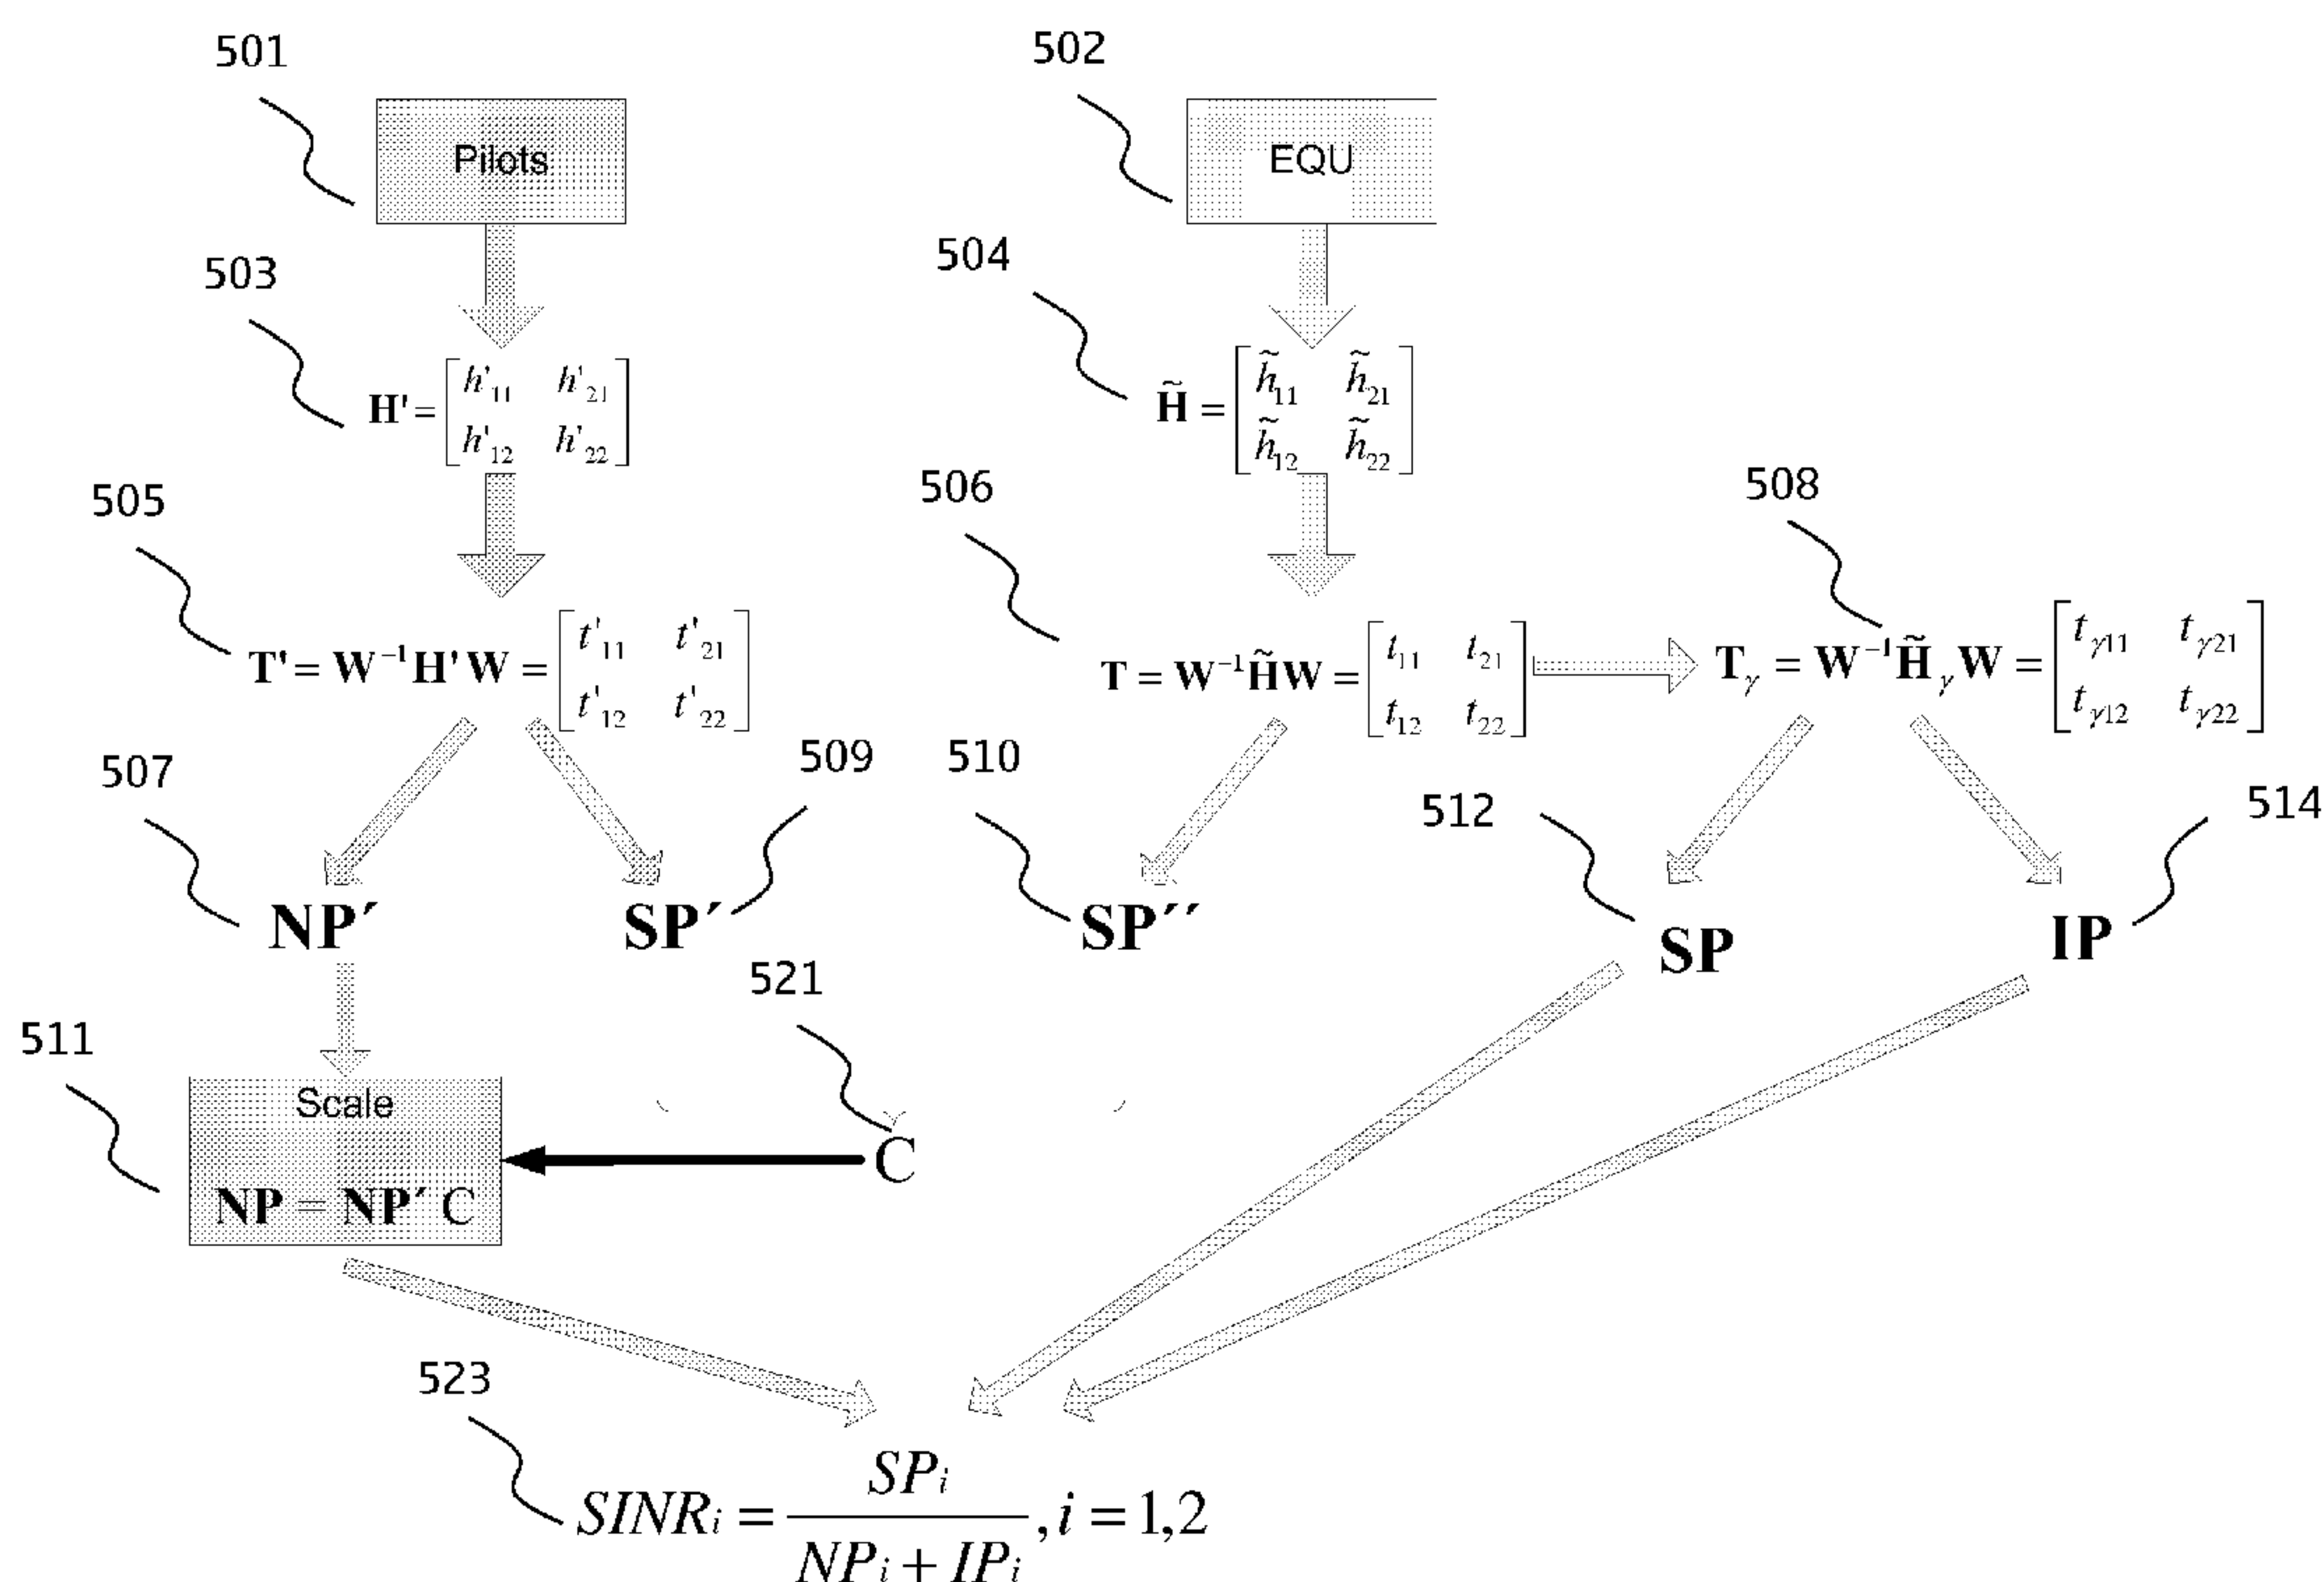 501
502
Pilots
EQU
503
504
H' = [h'11 h'21
h'12 h'22]
H̃ = [h̃11 h̃21
h̃12 h̃22]
505
506
508
T' = W⁻¹H'W = [t'11 t'21
t'12 t'22]
T = W⁻¹H̃W = [t11 t21
t12 t22]
Tγ = W⁻¹H̃γW = [tγ11 tγ21
tγ12 tγ22]
507
509
510
512
514
NP´
SP´
SP´´
SP
IP
511
521
Scale
C
NP = NP´ C
523
SINRi = SPi / (NPi + IPi), i = 1,2